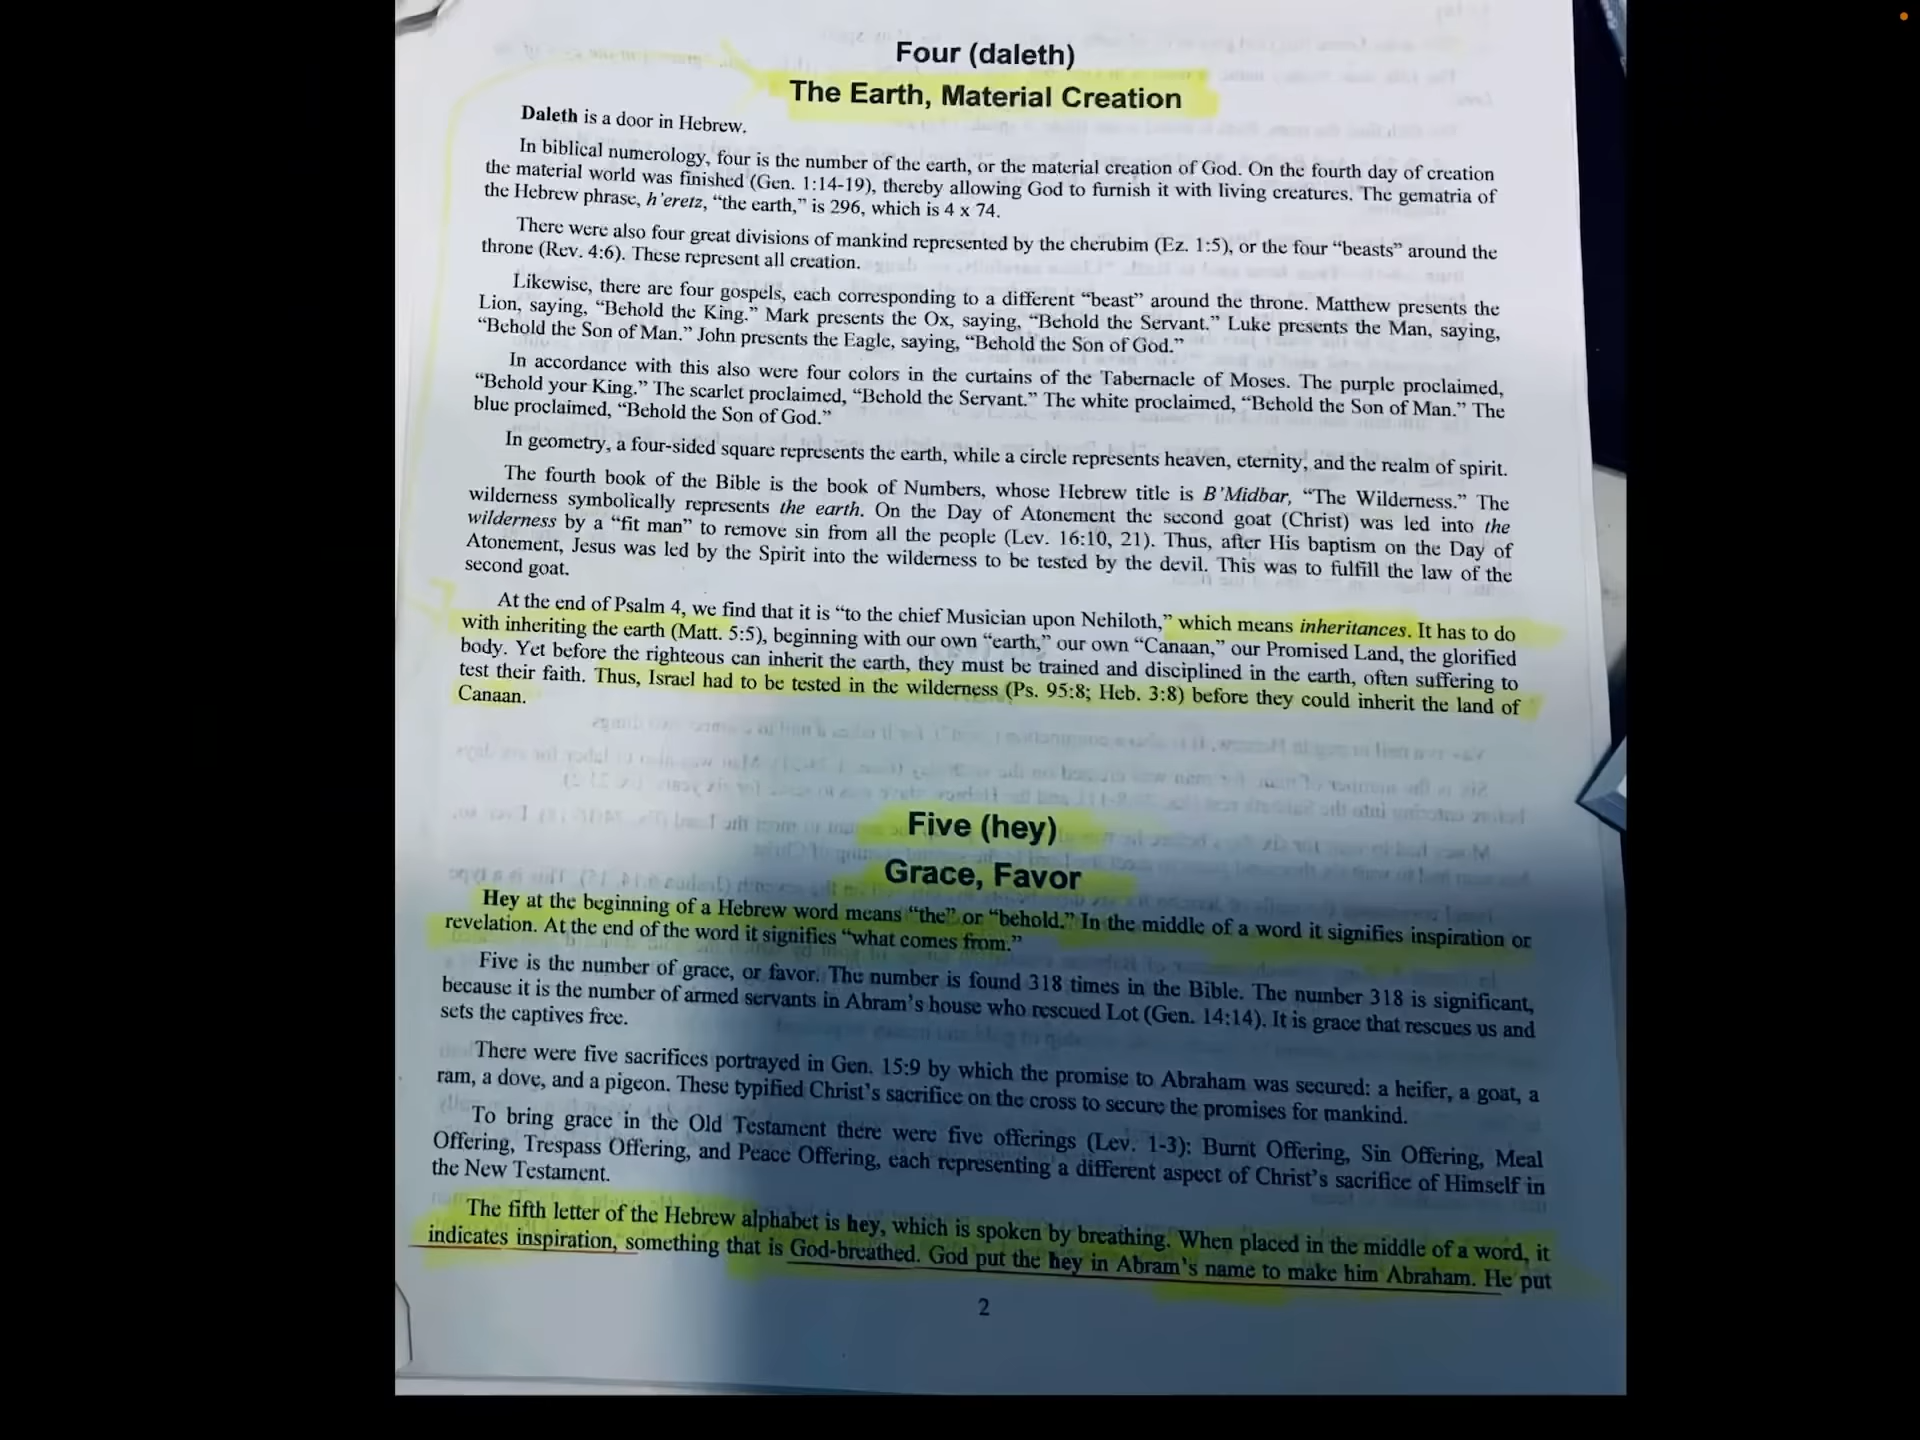 Four (daleth)
The Earth, Material Creation
Daleth is a door in Hebrew.
In biblical numerology, four is the number of the earth, or the material creation of God. On the fourth day of creation
the material world was finished (Gen. 1:14-19), thereby allowing God to furnish it with living creatures. The gematria of
the Hebrew phrase, h’eretz, “the earth,” is 296, which is 4 x 74.
There were also four great divisions of mankind represented by the cherubim (Ez. 1:5), or the four “beasts” around the
throne (Rev. 4:6). These represent all creation.
Likewise, there are four gospels, each corresponding to a different “beast” around the throne. Matthew presents the
Lion, saying, “Behold the King.” Mark presents the Ox, saying, “Behold the Servant.” Luke presents the Man, saying,
“Behold the Son of Man.” John presents the Eagle, saying, “Behold the Son of God.”
In accordance with this also were four colors in the curtains of the Tabernacle of Moses. The purple proclaimed,
“Behold your King.” The scarlet proclaimed, “Behold the Servant.” The white proclaimed, “Behold the Son of Man.” The
blue proclaimed, “Behold the Son of God.”
In geometry, a four-sided square represents the earth, while a circle represents heaven, eternity, and the realm of spirit.
The fourth book of the Bible is the book of Numbers, whose Hebrew title is B’Midbar, “The Wilderness.” The
wilderness symbolically represents the earth. On the Day of Atonement the second goat (Christ) was led into the
wilderness by a “fit man” to remove sin from all the people (Lev. 16:10, 21). Thus, after His baptism on the Day of
Atonement, Jesus was led by the Spirit into the wilderness to be tested by the devil. This was to fulfill the law of the
second goat.
At the end of Psalm 4, we find that it is “to the chief Musician upon Nehiloth,” which means inheritances. It has to do
with inheriting the earth (Matt. 5:5), beginning with our own “earth,” our own “Canaan,” our Promised Land, the glorified
body. Yet before the righteous can inherit the earth, they must be trained and disciplined in the earth, often suffering to
test their faith. Thus, Israel had to be tested in the wilderness (Ps. 95:8; Heb. 3:8) before they could inherit the land of
Canaan.
Five (hey)
Grace, Favor
Hey at the beginning of a Hebrew word means “the” or “behold.” In the middle of a word it signifies inspiration or
revelation. At the end of the word it signifies “what comes from.”
Five is the number of grace, or favor. The number is found 318 times in the Bible. The number 318 is significant,
because it is the number of armed servants in Abram’s house who rescued Lot (Gen. 14:14). It is grace that rescues us and
sets the captives free.
There were five sacrifices portrayed in Gen. 15:9 by which the promise to Abraham was secured: a heifer, a goat, a
ram, a dove, and a pigeon. These typified Christ’s sacrifice on the cross to secure the promises for mankind.
To bring grace in the Old Testament there were five offerings (Lev. 1-3): Burnt Offering, Sin Offering, Meal
Offering, Trespass Offering, and Peace Offering, each representing a different aspect of Christ’s sacrifice of Himself in
the New Testament.
The fifth letter of the Hebrew alphabet is hey, which is spoken by breathing. When placed in the middle of a word, it
indicates inspiration, something that is God-breathed. God put the hey in Abram’s name to make him Abraham. He put
2